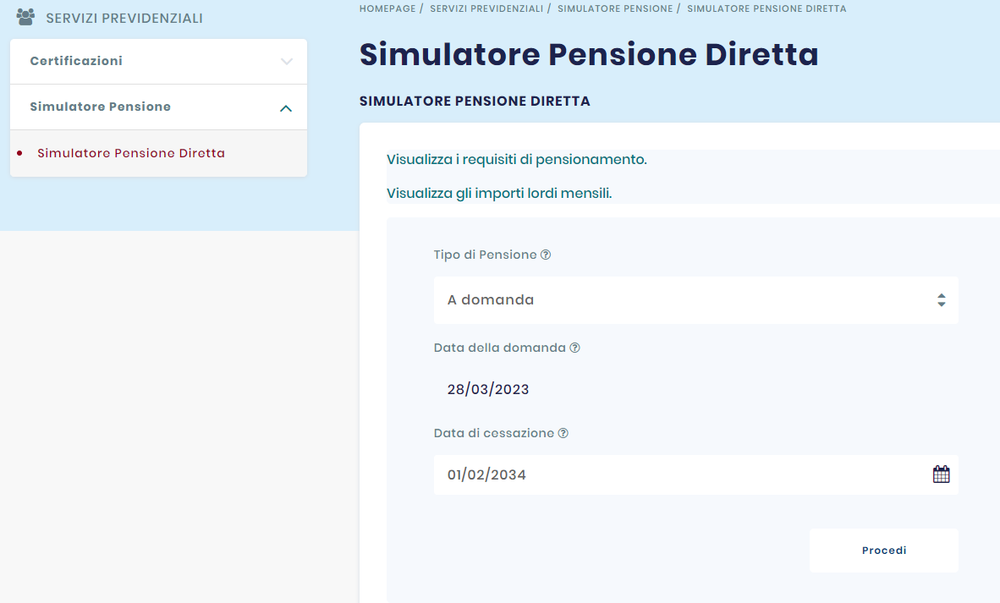 SERVIZI PREVIDENZIALI
Certificazioni
Simulatore Pensione
Simulatore Pensione Diretta
HOMEPAGE / SERVIZI PREVIDENZIALI / SIMULATORE PENSIONE / SIMULATORE PENSIONE DIRETTA
Simulatore Pensione Diretta
SIMULATORE PENSIONE DIRETTA
Visualizza i requisiti di pensionamento.
Visualizza gli importi lordi mensili.
Tipo di Pensione ?
A domanda
Data della domanda ?
28/03/2023
Data di cessazione ?
01/02/2034
Procedi